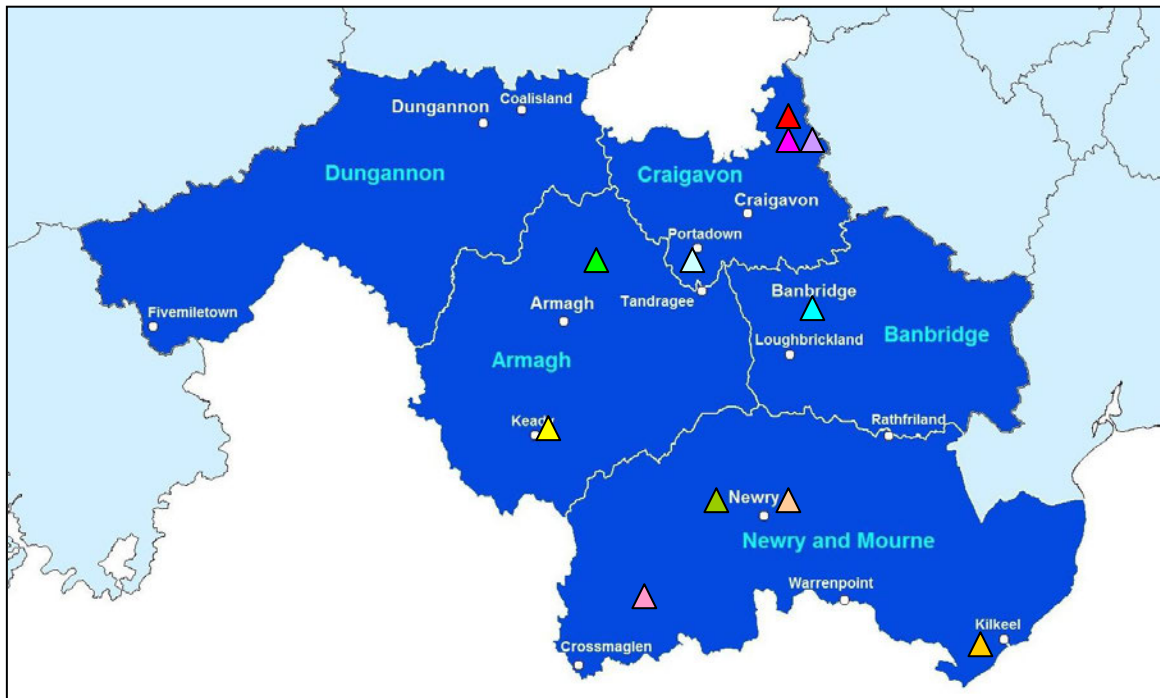 Coalisland
Dungannon
Dungannon
Craigavon
Craigavon
Portadown
Banbridge
Tandragee
Armagh
Fivemiletown
Loughbrickland
Banbridge
Armagh
Rathfriland
Newry
Newry and Mourne
Warrenpoint
Kilkeel
Crossmaglen